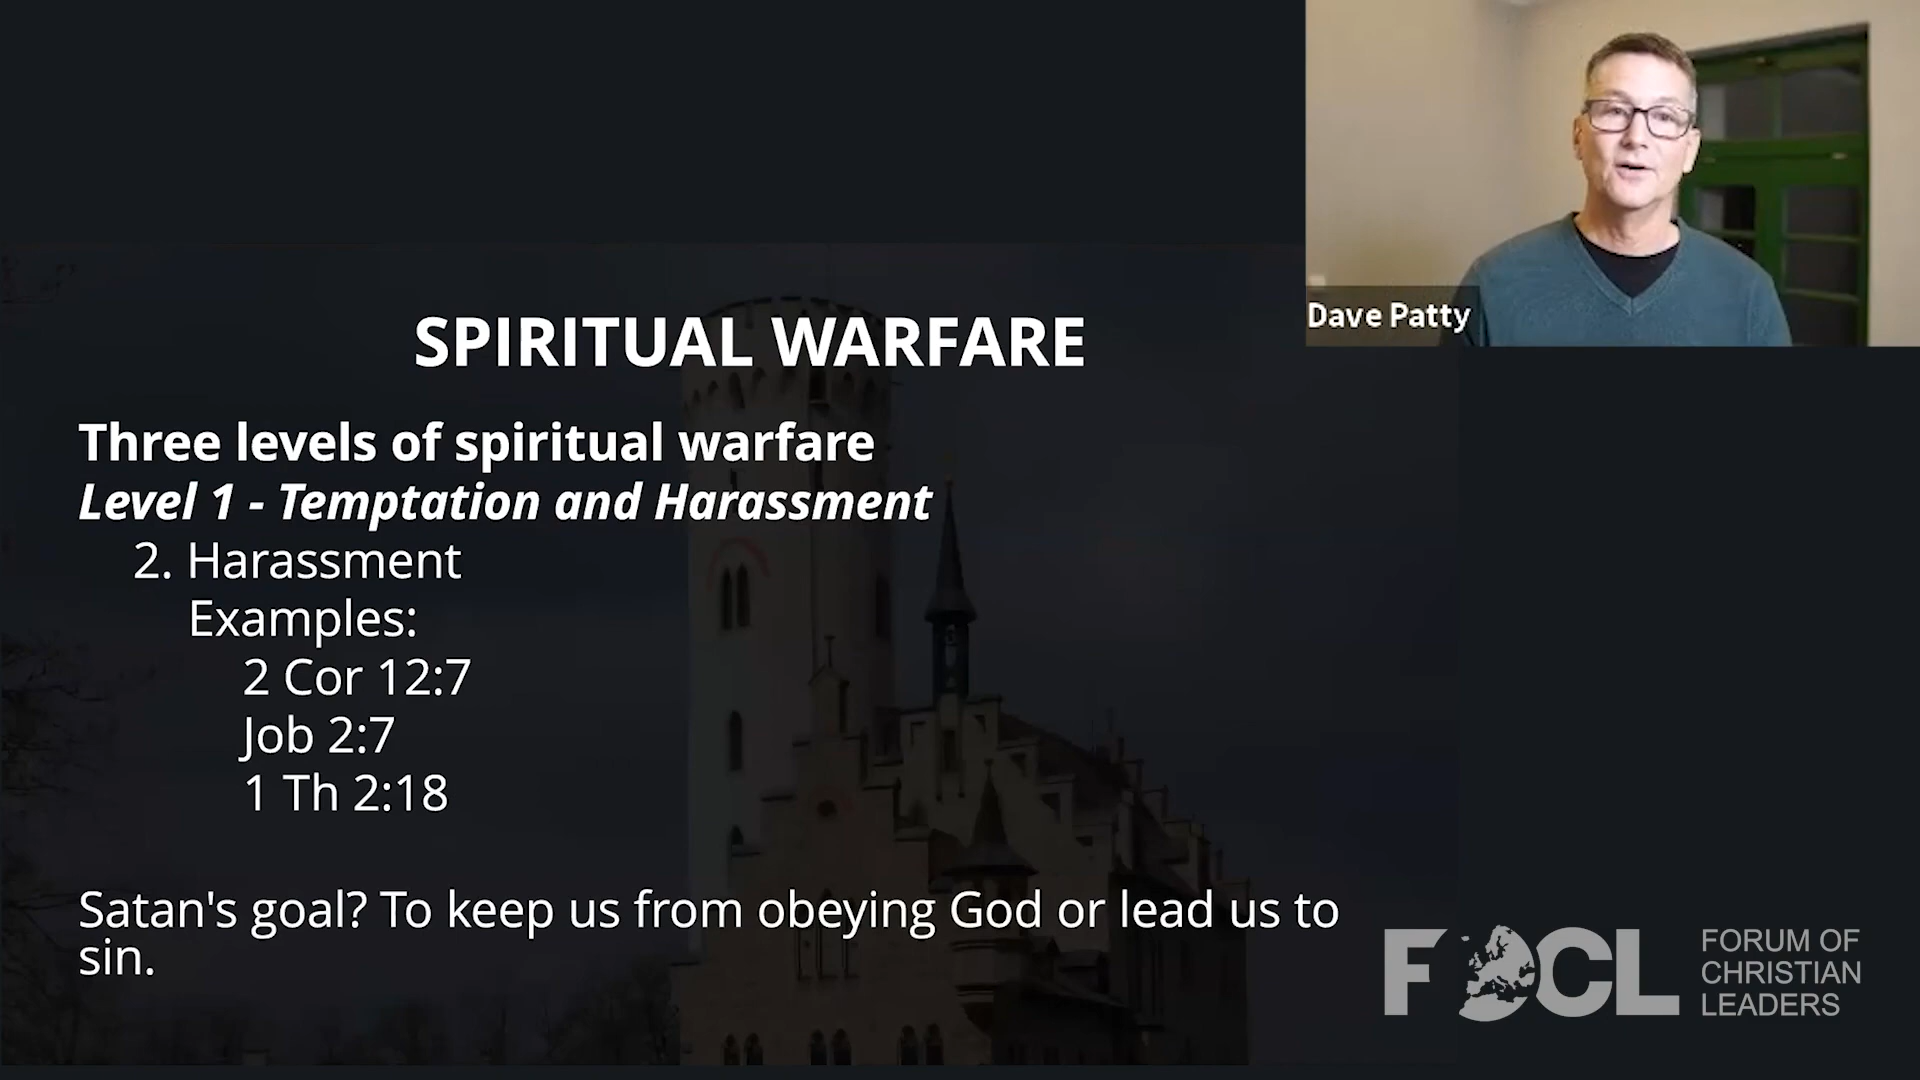 Dave Patty
SPIRITUAL WARFARE
Three levels of spiritual warfare
Level 1 - Temptation and Harassment
2. Harassment
Examples:
2 Cor 12:7
Job 2:7
1 Th 2:18
Satan's goal? To keep us from obeying God or lead us to
sin.
FOCL
FORUM OF
CHRISTIAN
LEADERS